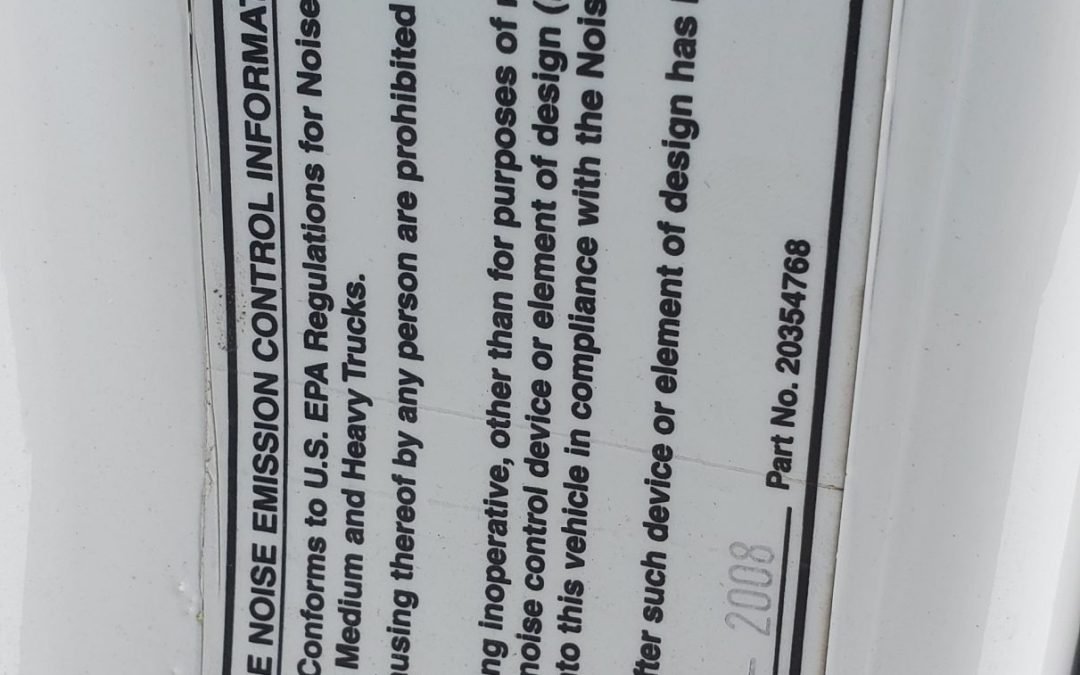 E NOISE EMISSION CONTROL INFORMAT
Conforms to U.S. EPA Regulations for Noise
Medium and Heavy Trucks.
using thereof by any person are prohibited
ng inoperative, other than for purposes of
noise control device or element of design (
to this vehicle in compliance with the Nois
fter such device or element of design has
2008 Part No. 20354768